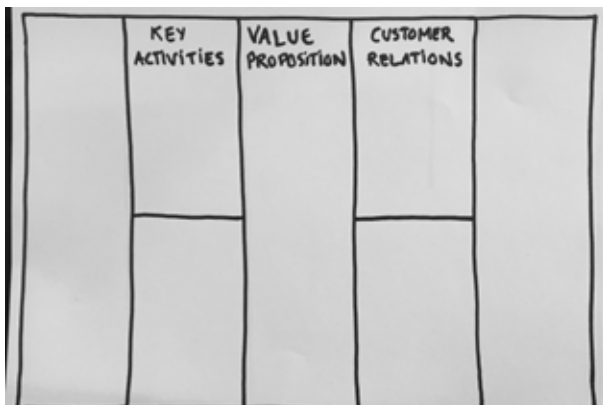 KEY
ACTIVITIES
VALUE
PROPOSITION
CUSTOMER
RELATIONS